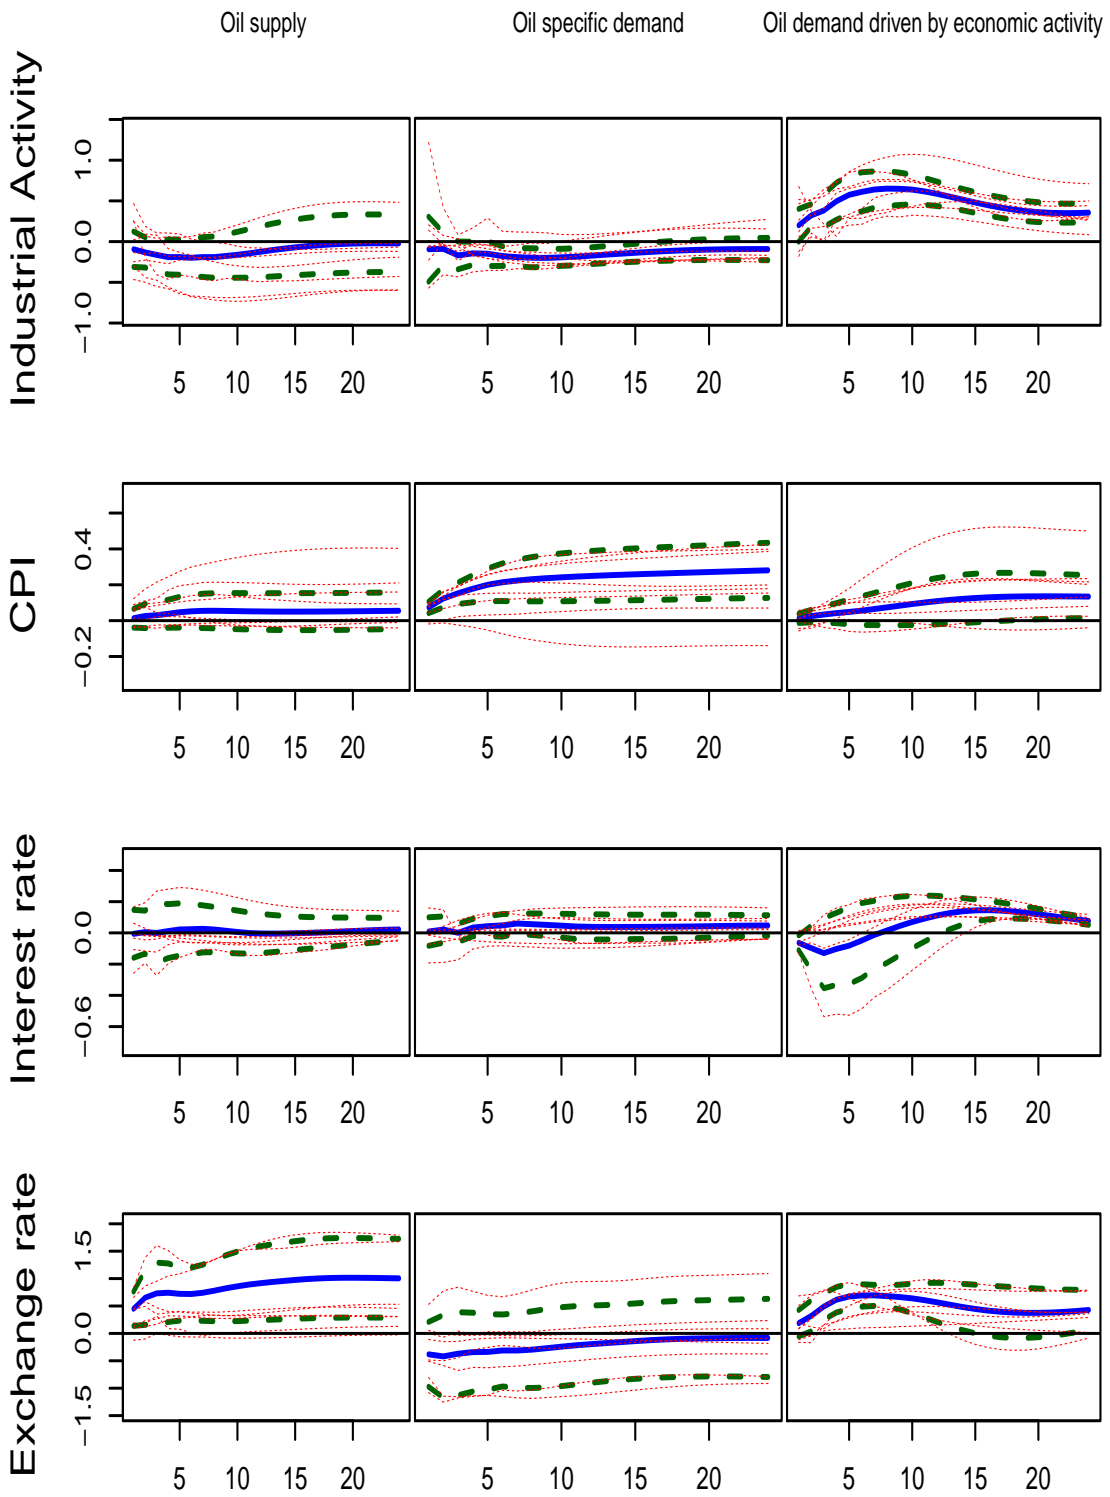 Oil supply Oil specific demand Oil demand driven by economic activity
Industrial Activity
1.0
0.0
−1.0
5 10 15 20 5 10 15 20 5 10 15 20
CPI
0.4
−0.2
5 10 15 20 5 10 15 20 5 10 15 20
Interest rate
0.0
−0.6
5 10 15 20 5 10 15 20 5 10 15 20
Exchange rate
1.5
0.0
−1.5
5 10 15 20 5 10 15 20 5 10 15 20